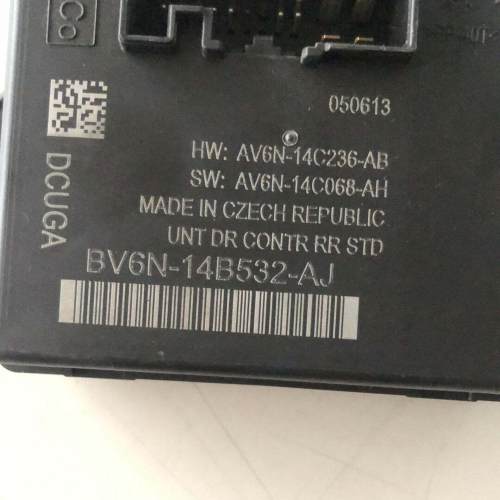 Co
050613
HW: AV6N-14C236-AB
SW: AV6N-14C068-AH
MADE IN CZECH REPUBLIC
UNT DR CONTR RR STD
DCUGA
BV6N-14B532-AJ